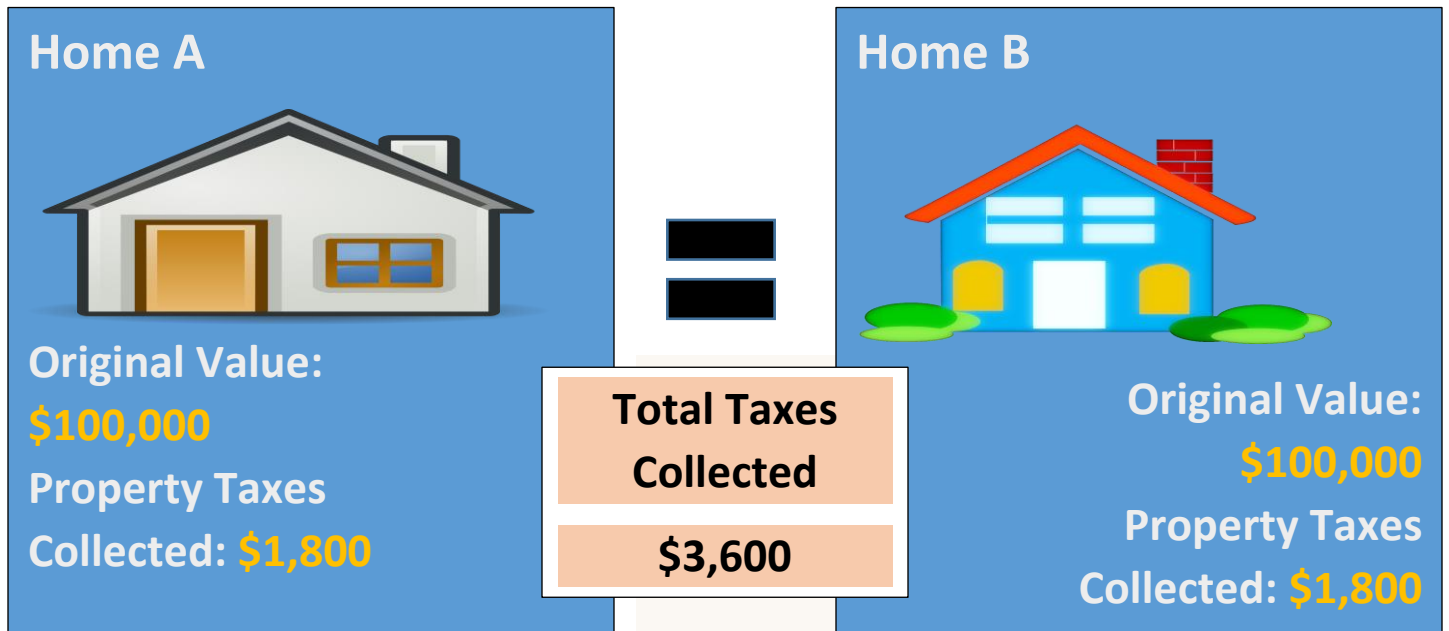 Home A
Original Value:
$100,000
Property Taxes
Collected: $1,800
Total Taxes
Collected
$3,600
Home B
Original Value:
$100,000
Property Taxes
Collected: $1,800